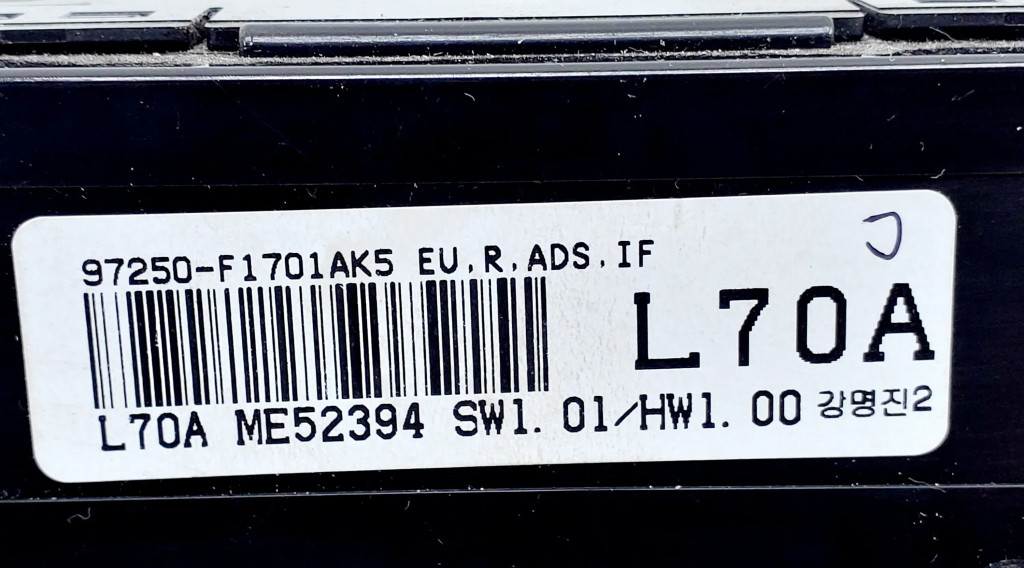 97250-F1701AK5 EU,R,ADS,IF
L70A
L70A ME52394 SW1. 01/HW1. 00 강명진2